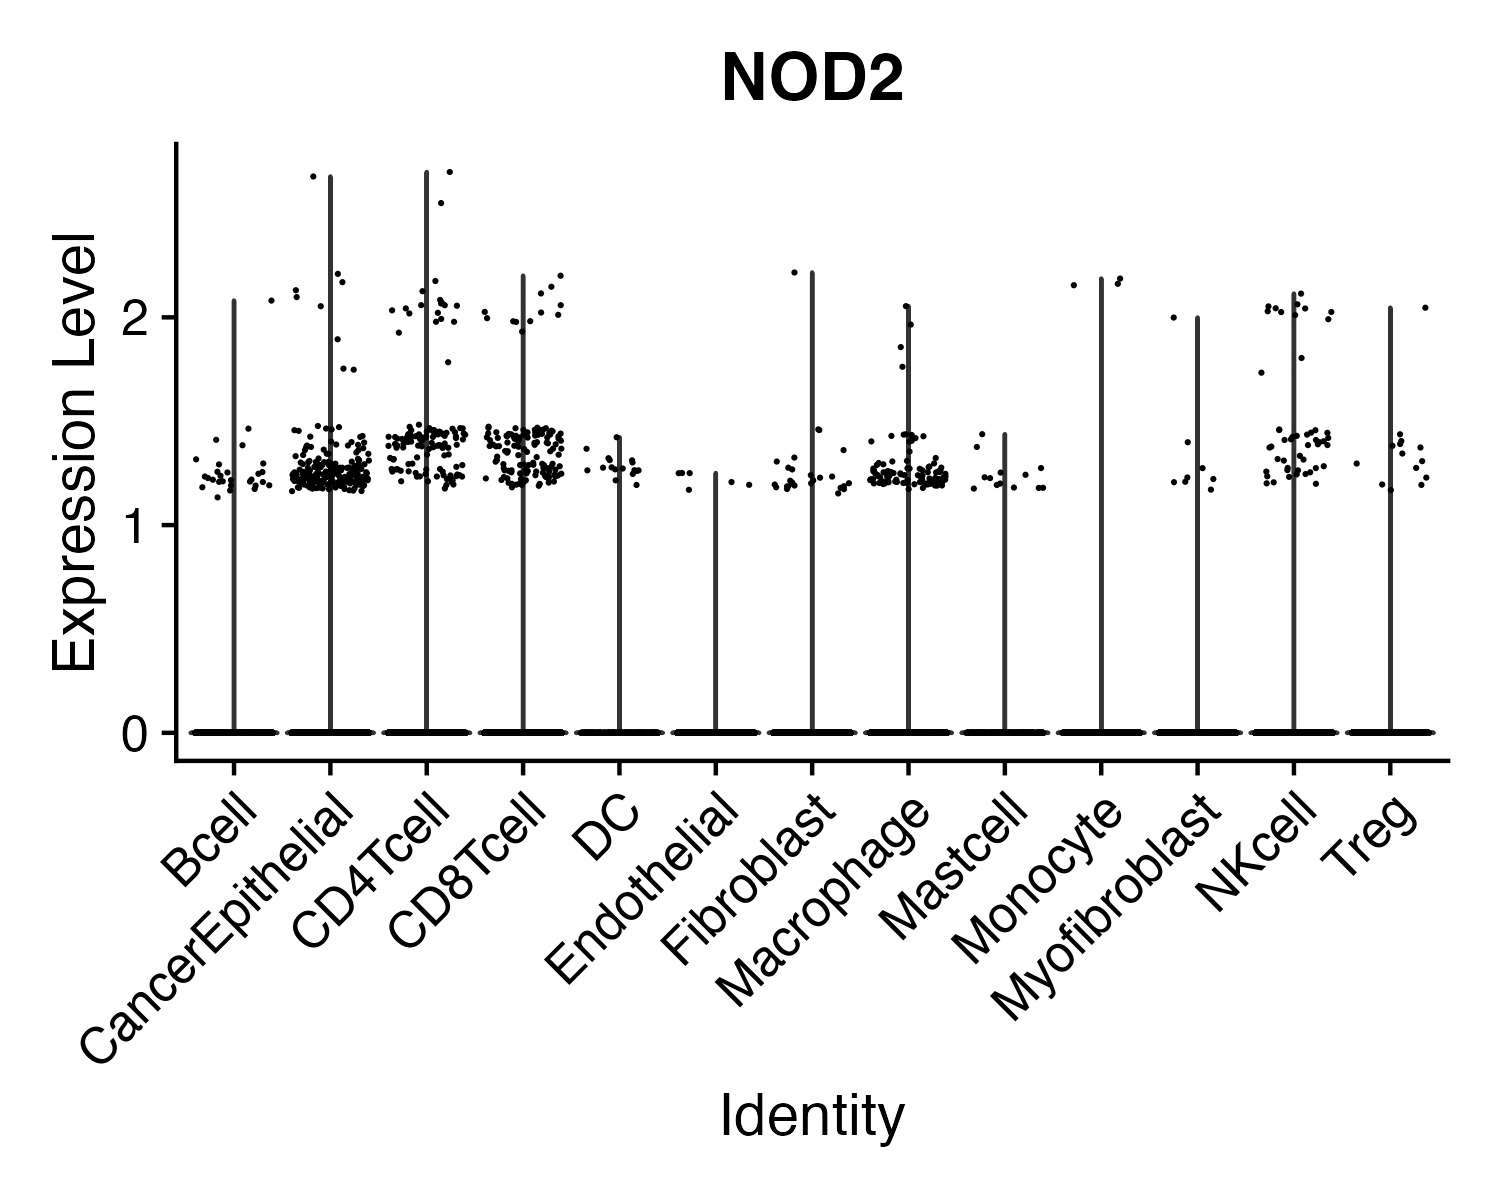 NOD2
Expression Level
2
1
0
Bcell
CancerEpithelial
CD4Tcell
CD8Tcell
DC
Endothelial
Fibroblast
Macrophage
Mastcell
Monocyte
Myofibroblast
NKcell
Treg
Identity